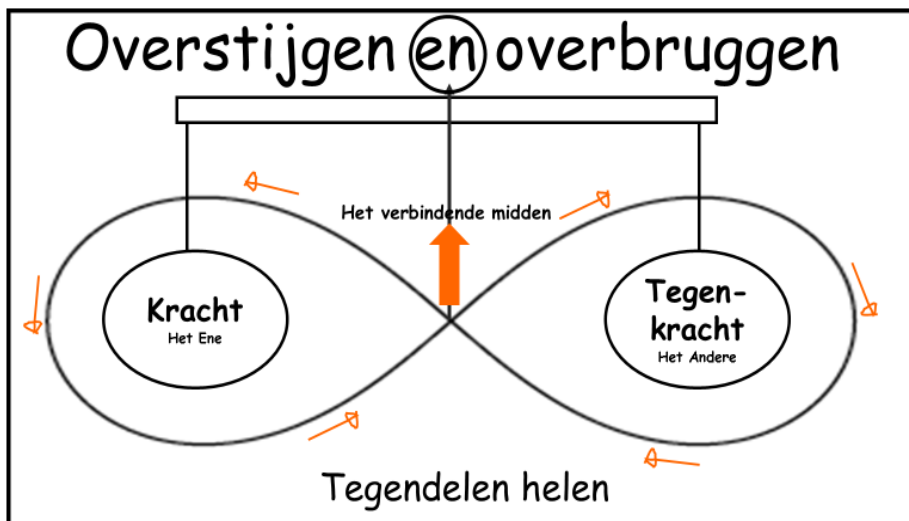 Overstijgen en overbruggen
Het verbindende midden
Kracht
Het Ene
Tegen-
kracht
Het Andere
Tegendelen helen